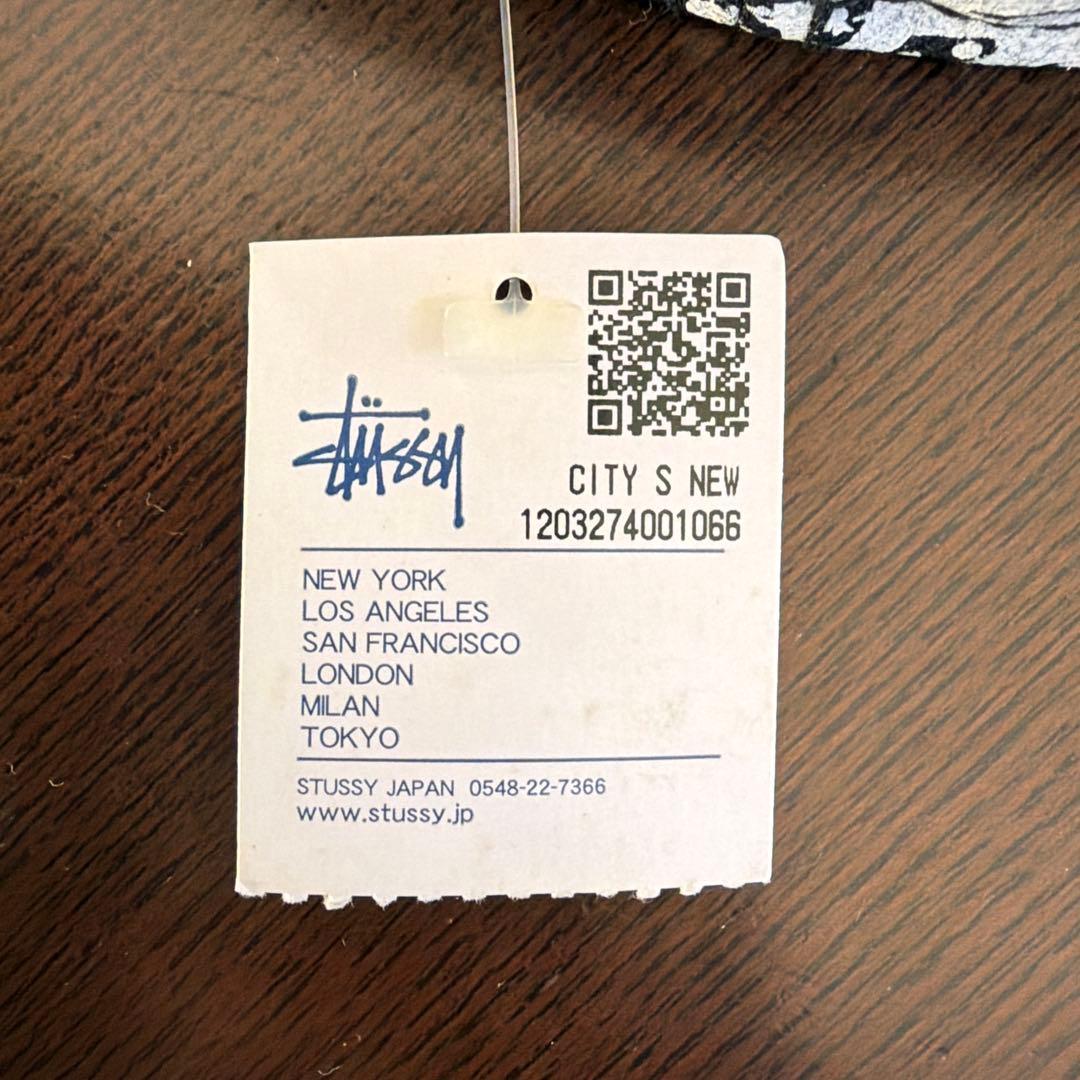 STÜSSY
CITY S NEW
1203274001066
NEW YORK
LOS ANGELES
SAN FRANCISCO
LONDON
MILAN
TOKYO
STUSSY JAPAN 0548-22-7366
www.stussy.jp